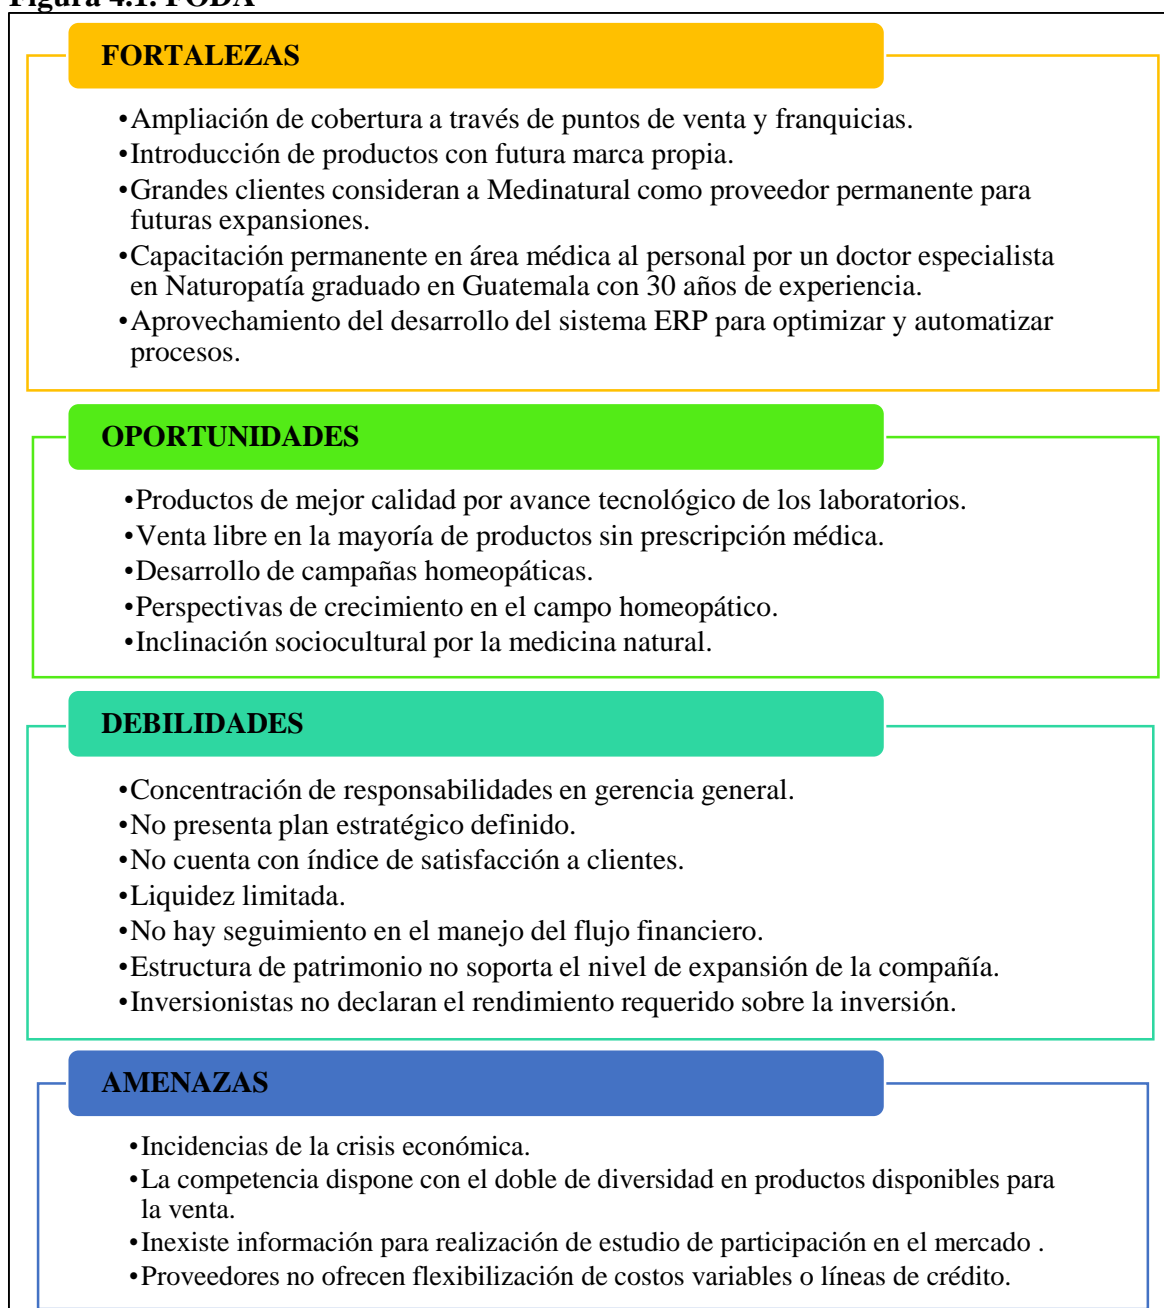 Figura 4.1. FODA
FORTALEZAS
•Ampliación de cobertura a través de puntos de venta y franquicias.
•Introducción de productos con futura marca propia.
•Grandes clientes consideran a Medinatural como proveedor permanente para
futuras expansiones.
•Capacitación permanente en área médica al personal por un doctor especialista
en Naturopatía graduado en Guatemala con 30 años de experiencia.
•Aprovechamiento del desarrollo del sistema ERP para optimizar y automatizar
procesos.
OPORTUNIDADES
•Productos de mejor calidad por avance tecnológico de los laboratorios.
•Venta libre en la mayoría de productos sin prescripción médica.
•Desarrollo de campañas homeopáticas.
•Perspectivas de crecimiento en el campo homeopático.
•Inclinación sociocultural por la medicina natural.
DEBILIDADES
•Concentración de responsabilidades en gerencia general.
•No presenta plan estratégico definido.
•No cuenta con índice de satisfacción a clientes.
•Liquidez limitada.
•No hay seguimiento en el manejo del flujo financiero.
•Estructura de patrimonio no soporta el nivel de expansión de la compañía.
•Inversionistas no declaran el rendimiento requerido sobre la inversión.
AMENAZAS
•Incidencias de la crisis económica.
•La competencia dispone con el doble de diversidad en productos disponibles para
la venta.
•Inexiste información para realización de estudio de participación en el mercado .
•Proveedores no ofrecen flexibilización de costos variables o líneas de crédito.